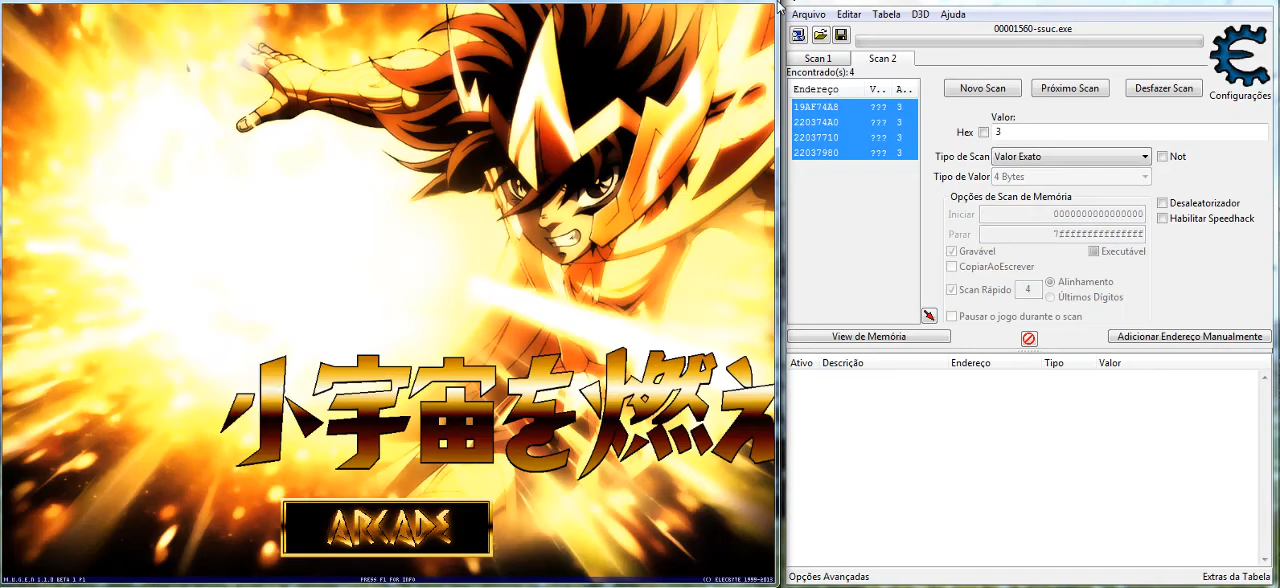 小宇宙を燃え
ARCADE
M.U.G.E.N 1.1.0 BETA 1 P1
PRESS F1 FOR INFO
(C) ELECBYTE 1999-2013
Arquivo Editar Tabela D3D Ajuda
00001560-ssuc.exe
Scan 1 Scan 2
Encontrado(s): 4
Endereço V.. A..
19AF74A8 ??? 3
220374A0 ??? 3
22037710 ??? 3
22037980 ??? 3
Novo Scan Próximo Scan Desfazer Scan
Configurações
Valor:
Hex 3
Tipo de Scan Valor Exato Not
Tipo de Valor 4 Bytes
Opções de Scan de Memória
Iniciar 0000000000000000
Parar 7fffffffffffffff
Desaleatorizador
Habilitar Speedhack
Gravável Executável
CopiarAoEscrever
Scan Rápido 4 Alinhamento
Últimos Dígitos
Pausar o jogo durante o scan
View de Memória Adicionar Endereço Manualmente
Ativo Descrição Endereço Tipo Valor
Opções Avançadas Extras da Tabela